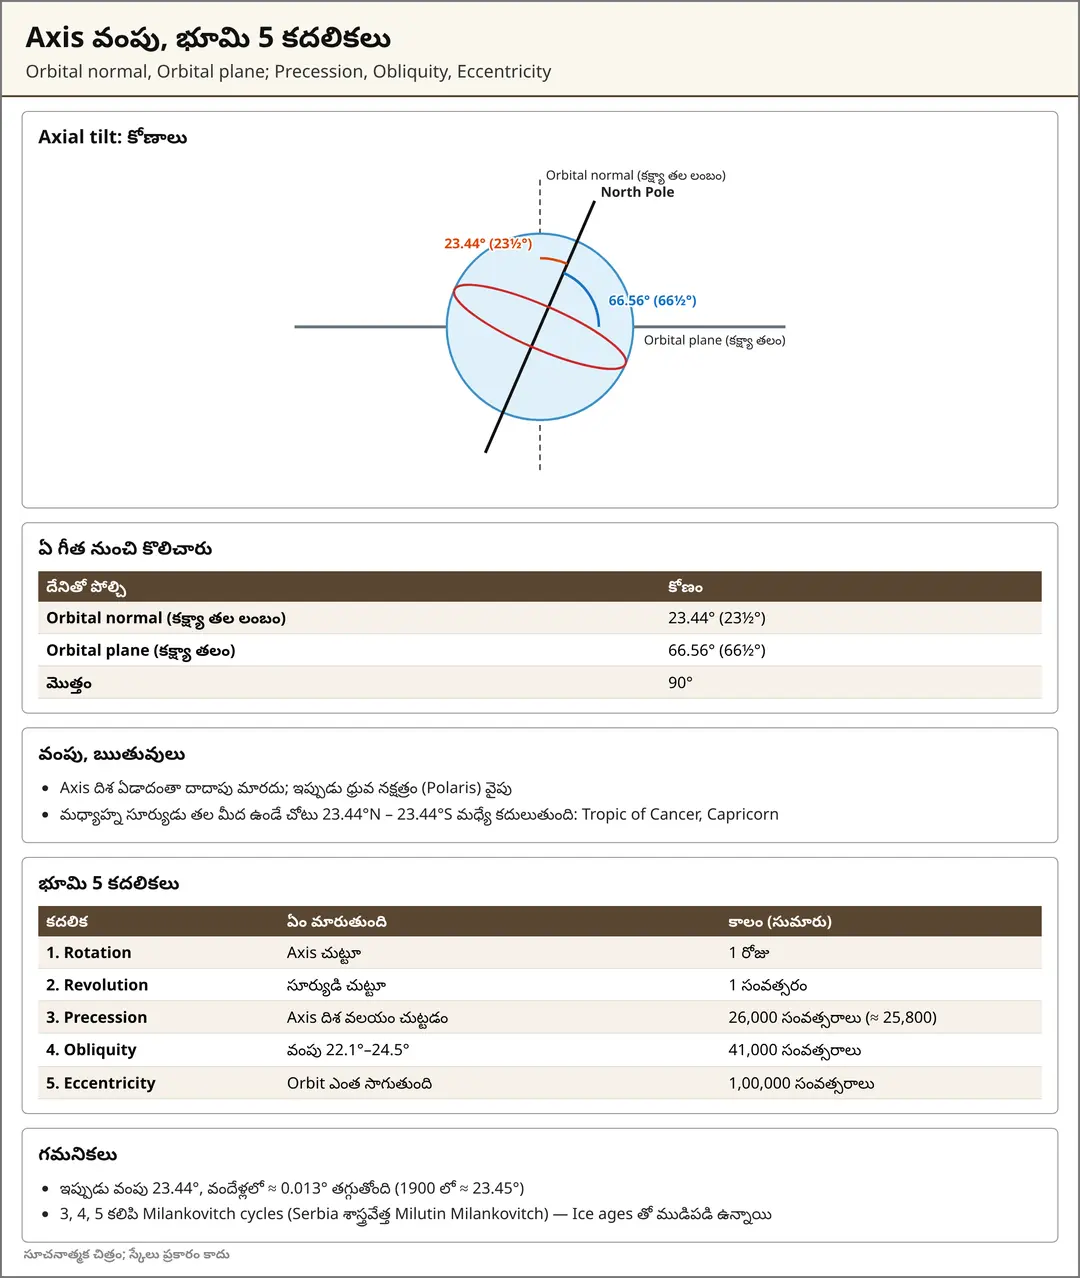 Axis వంపు, భూమి 5 కదలికలు
Orbital normal, Orbital plane; Precession, Obliquity, Eccentricity
Axial tilt: కోణాలు
Orbital normal (కక్ష్యా తల లంబం)
North Pole
23.44° (23½°)
66.56° (66½°)
Orbital plane (కక్ష్యా తలం)
ఏ గీత నుంచి కొలిచారు
దేనితో పోల్చి కోణం
Orbital normal (కక్ష్యా తల లంబం) 23.44° (23½°)
Orbital plane (కక్ష్యా తలం) 66.56° (66½°)
మొత్తం 90°
వంపు, ఋతువులు
• Axis దిశ ఏడాదంతా దాదాపు మారదు; ఇప్పుడు ధ్రువ నక్షత్రం (Polaris) వైపు
• మధ్యాహ్న సూర్యుడు తల మీద ఉండే చోటు 23.44°N – 23.44°S మధ్యే కదులుతుంది: Tropic of Cancer, Capricorn
భూమి 5 కదలికలు
కదలిక ఏం మారుతుంది కాలం (సుమారు)
1. Rotation Axis చుట్టూ 1 రోజు
2. Revolution సూర్యుడి చుట్టూ 1 సంవత్సరం
3. Precession Axis దిశ వలయం చుట్టడం 26,000 సంవత్సరాలు (≈ 25,800)
4. Obliquity వంపు 22.1°–24.5° 41,000 సంవత్సరాలు
5. Eccentricity Orbit ఎంత సాగుతుంది 1,00,000 సంవత్సరాలు
గమనికలు
• ఇప్పుడు వంపు 23.44°, వందేళ్లలో ≈ 0.013° తగ్గుతోంది (1900 లో ≈ 23.45°)
• 3, 4, 5 కలిపి Milankovitch cycles (Serbia శాస్త్రవేత్త Milutin Milankovitch) — Ice ages తో ముడిపడి ఉన్నాయి
సూచనాత్మక చిత్రం; స్కేలు ప్రకారం కాదు